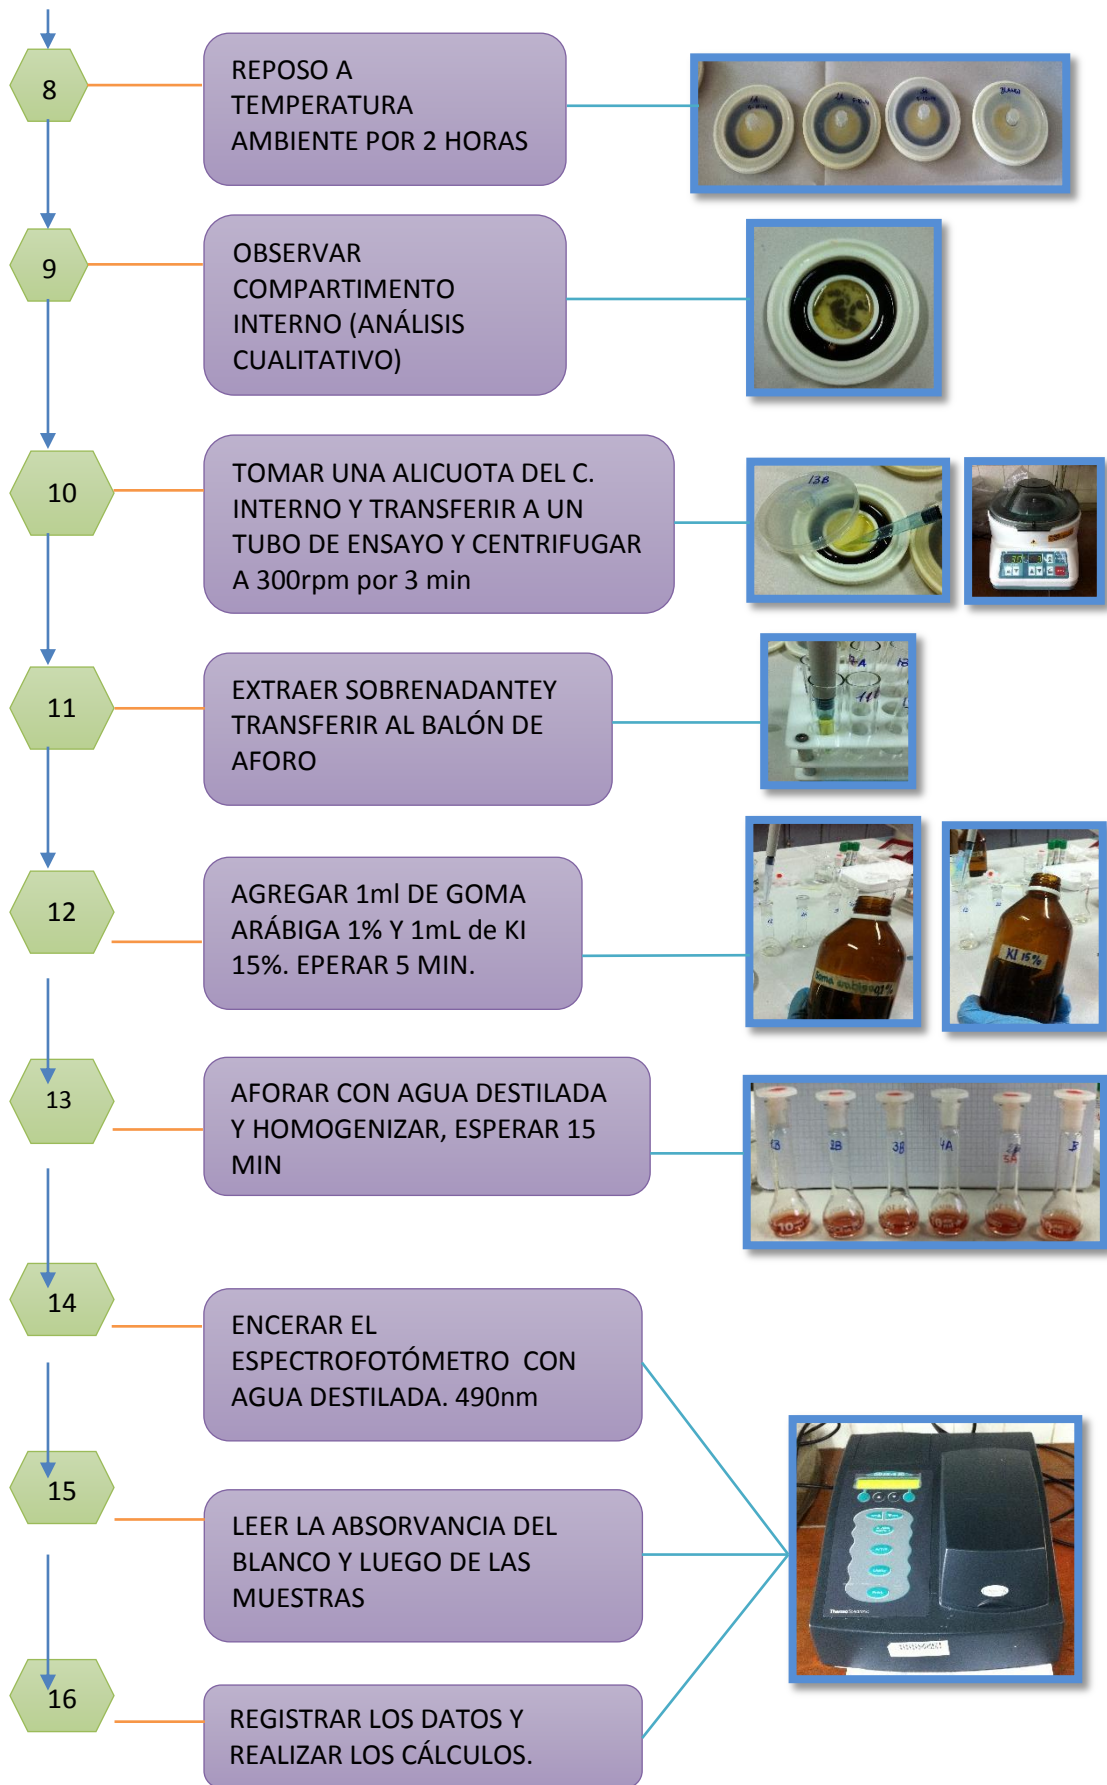 8
REPOSO A
TEMPERATURA
AMBIENTE POR 2 HORAS
BLANCO
9
OBSERVAR
COMPARTIMENTO
INTERNO (ANÁLISIS
CUALITATIVO)
10
TOMAR UNA ALICUOTA DEL C.
INTERNO Y TRANSFERIR A UN
TUBO DE ENSAYO Y CENTRIFUGAR
A 300rpm por 3 min
13B
11
EXTRAER SOBRENADANTEY
TRANSFERIR AL BALÓN DE
AFORO
12
AGREGAR 1ml DE GOMA
ARÁBIGA 1% Y 1mL de KI
15%. EPERAR 5 MIN.
KI 15%
13
AFORAR CON AGUA DESTILADA
Y HOMOGENIZAR, ESPERAR 15
MIN
2B
3B
4A
5A
14
ENCERAR EL
ESPECTROFOTÓMETRO CON
AGUA DESTILADA. 490nm
15
LEER LA ABSORVANCIA DEL
BLANCO Y LUEGO DE LAS
MUESTRAS
16
REGISTRAR LOS DATOS Y
REALIZAR LOS CÁLCULOS.